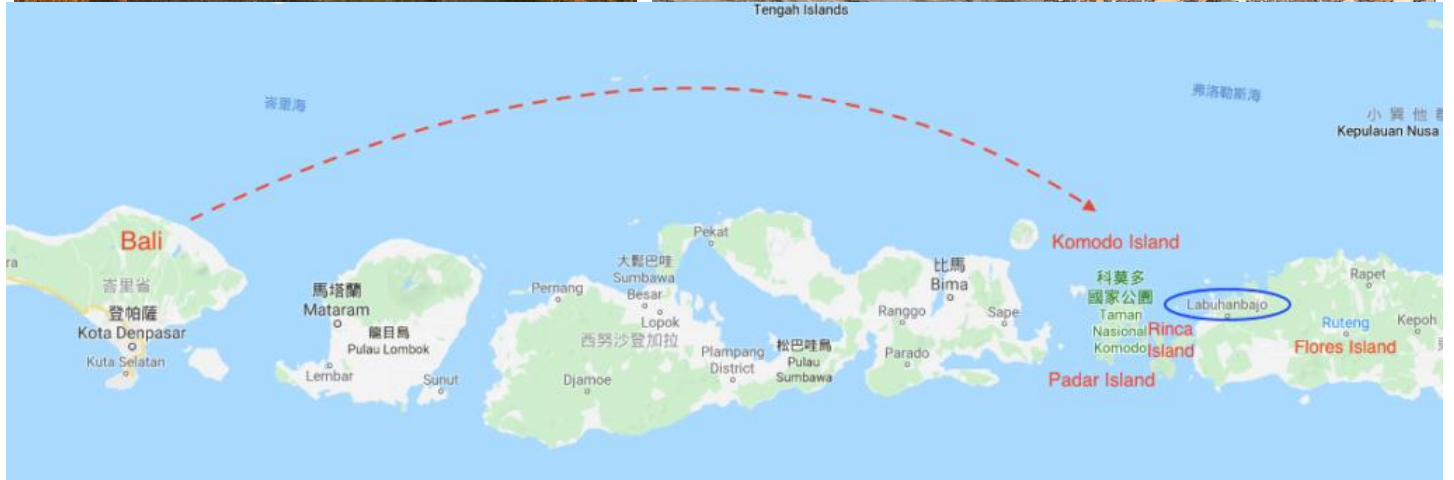 Tengah Islands
峇里海
弗洛勒斯海
小巽他群
Kepulauan Nusa
ra
Bali
峇里省
登帕薩
Kota Denpasar
Kuta Selatan
馬塔蘭
Mataram
龍目島
Pulau Lombok
Lembar
Sunut
Pernang
大鬆巴哇
Sumbawa
Besar
Lopok
西努沙登加拉
Djamoe
Pekat
Plampang
District
松巴哇島
Pulau
Sumbawa
比馬
Bima
Ranggo
Sape
Parado
Komodo Island
科莫多
國家公園
Taman
Nasional
Komodo
Rinca
Island
Padar Island
Labuhanbajo
Rapet
Ruteng
Kepoh
Flores Island